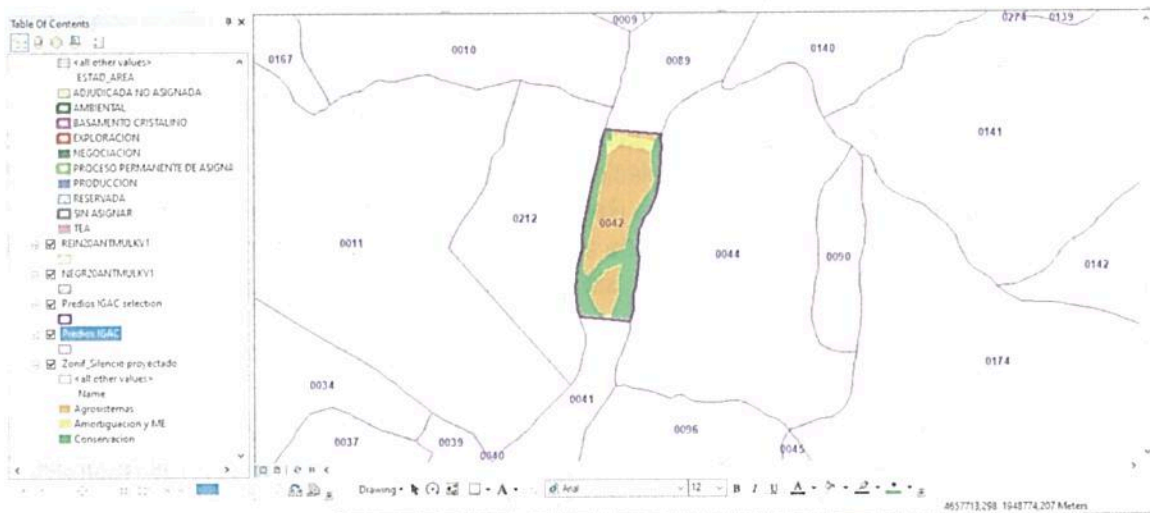 Table Of Contents
<all other values>
ESTAD_AREA
ADJUDICADA NO ASIGNADA
AMBIENTAL
BASAMENTO CRISTALINO
EXPLORACION
NEGOCIACION
PROCESO PERMANENTE DE ASIGNA
PRODUCCION
RESERVADA
SIN ASIGNAR
TEA
REIN20ANTMULKV1
NEGR20ANTMULKV1
Predios IGAC selection
Predios IGAC
Zonif_Silencio proyectado
<all other values>
Name
Agrosistemas
Amortiguacion y ME
Conservacion
0009
0274
0139
0167
0010
0089
0140
0141
0212
0042
0011
0044
0090
0142
0174
0034
0041
0037
0039
0040
0096
0045
Drawing
Arial
12
B I U A
4657713,298 1948774,207 Meters